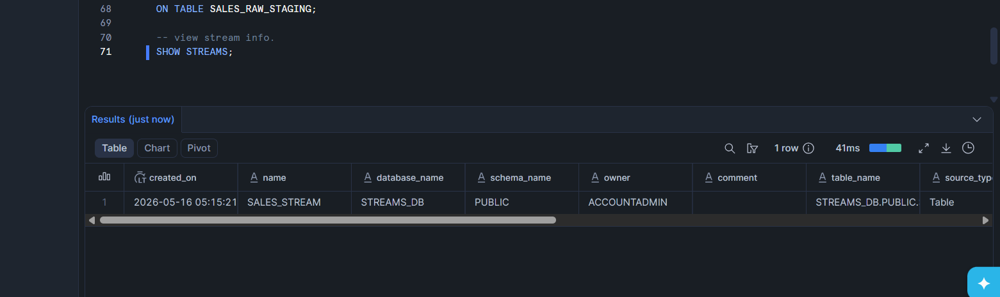 68 ON TABLE SALES_RAW_STAGING;
69
70 -- view stream info.
71 SHOW STREAMS;
Results (just now)
Table Chart Pivot 1 row 41ms
created_on name database_name schema_name owner comment table_name source_typ
1 2026-05-16 05:15:21 SALES_STREAM STREAMS_DB PUBLIC ACCOUNTADMIN STREAMS_DB.PUBLIC. Table